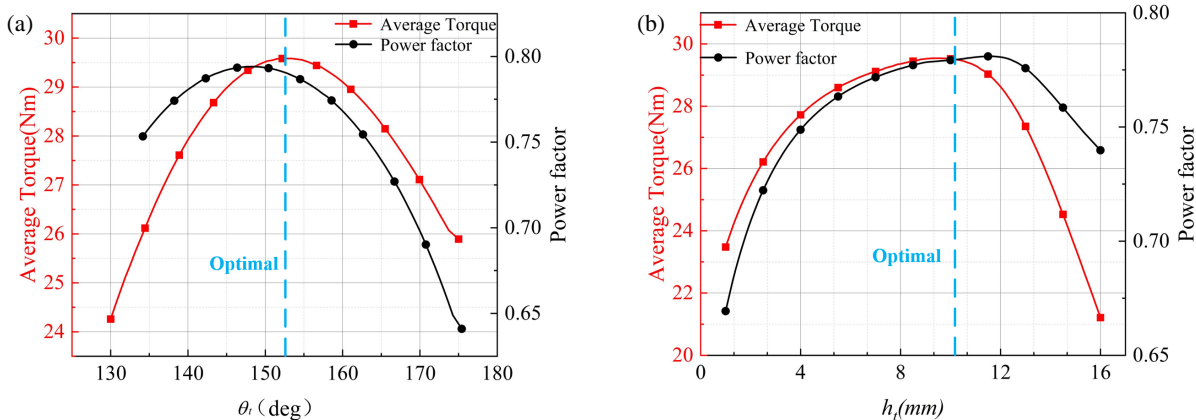 (a)
Average Torque
Power factor
30
29
28
27
26
25
24
Average Torque(Nm)
0.80
0.75
0.70
0.65
Power factor
Optimal
130 140 150 160 170 180
θt (deg)
(b)
Average Torque
Power factor
30
28
26
24
22
20
Average Torque(Nm)
0.80
0.75
0.70
0.65
Power factor
Optimal
0 4 8 12 16
ht(mm)